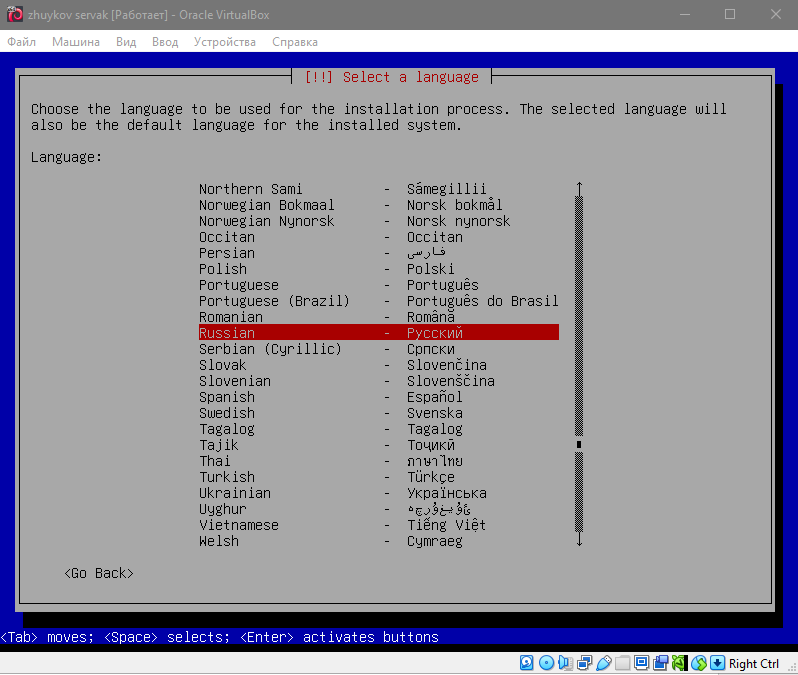 zhuykov servak [Работает] - Oracle VirtualBox
Файл Машина Вид Ввод Устройства Справка
[!!] Select a language
Choose the language to be used for the installation process. The selected language will
also be the default language for the installed system.
Language:
Northern Sami - Sámegillii
Norwegian Bokmaal - Norsk bokmål
Norwegian Nynorsk - Norsk nynorsk
Occitan - Occitan
Persian - فارسی
Polish - Polski
Portuguese - Português
Portuguese (Brazil) - Português do Brasil
Romanian - Română
Russian - Русский
Serbian (Cyrillic) - Српски
Slovak - Slovenčina
Slovenian - Slovenščina
Spanish - Español
Swedish - Svenska
Tagalog - Tagalog
Tajik - Тоҷикӣ
Thai - ภาษาไทย
Turkish - Türkçe
Ukrainian - Українська
Uyghur - ئۇيغۇرچە
Vietnamese - Tiếng Việt
Welsh - Cymraeg
<Go Back>
<Tab> moves; <Space> selects; <Enter> activates buttons
Right Ctrl